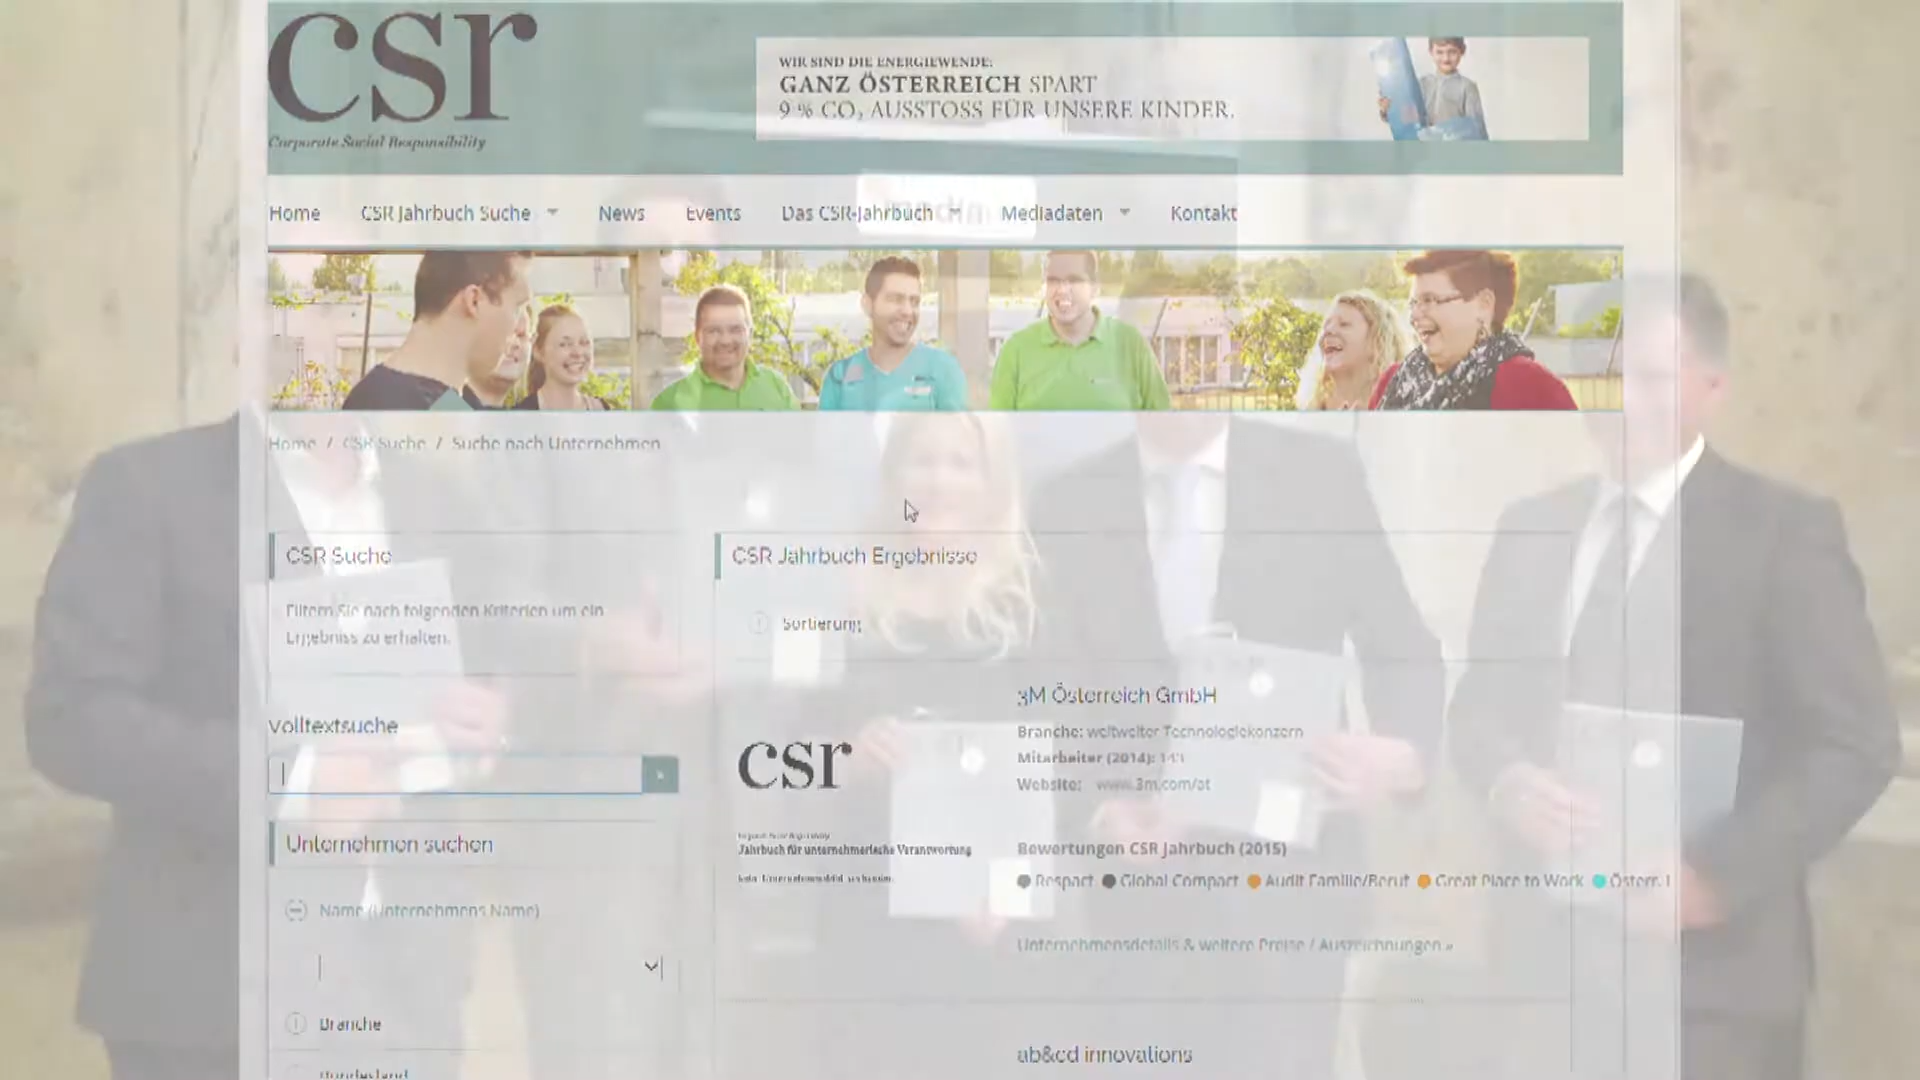 csr
Corporate Social Responsibility
WIR SIND DIE ENERGIEWENDE:
GANZ ÖSTERREICH SPART
9 % CO₂ AUSSTOSS FÜR UNSERE KINDER.
Home CSR Jahrbuch Suche News Events Das CSR-Jahrbuch Mediadaten Kontakt
Home / CSR Suche / Suche nach Unternehmen
CSR Suche
Filtern Sie nach folgenden Kriterien um ein
Ergebniss zu erhalten.
Volltextsuche
Unternehmen suchen
Name (Unternehmens Name)
Branche
Bundesland
CSR Jahrbuch Ergebnisse
Sortierung
3M Österreich GmbH
Branche: weltweiter Technologiekonzern
Mitarbeiter (2014):
Website: www.3m.com/at
csr
Jahrbuch für unternehmerische Verantwortung
Bewertungen CSR Jahrbuch (2015)
Respact Global Compact Audit Familie/Beruf Great Place to Work Österr.
Unternehmensdetails & weitere Preise / Auszeichnungen »
ab&cd innovations